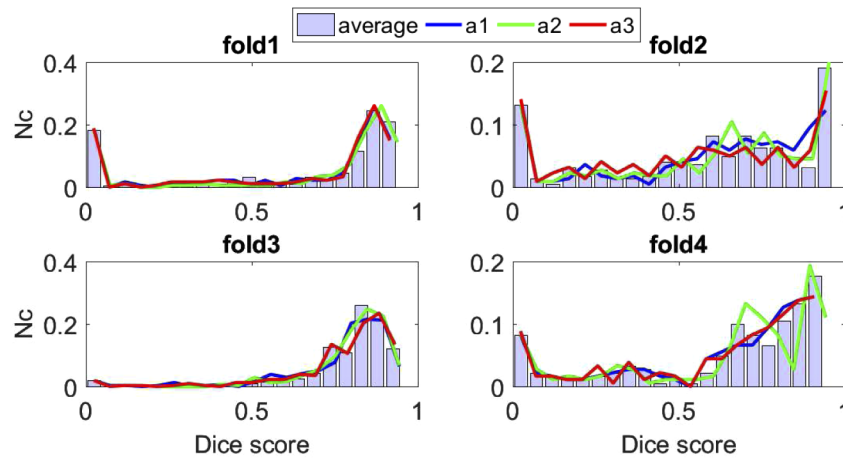 average a1 a2 a3
fold1 fold2
0.4 0.2
Nc 0.2 0.1
0 0
0 0.5 1 0 0.5 1
fold3 fold4
0.4 0.2
Nc 0.2 0.1
0 0
0 0.5 1 0 0.5 1
Dice score Dice score